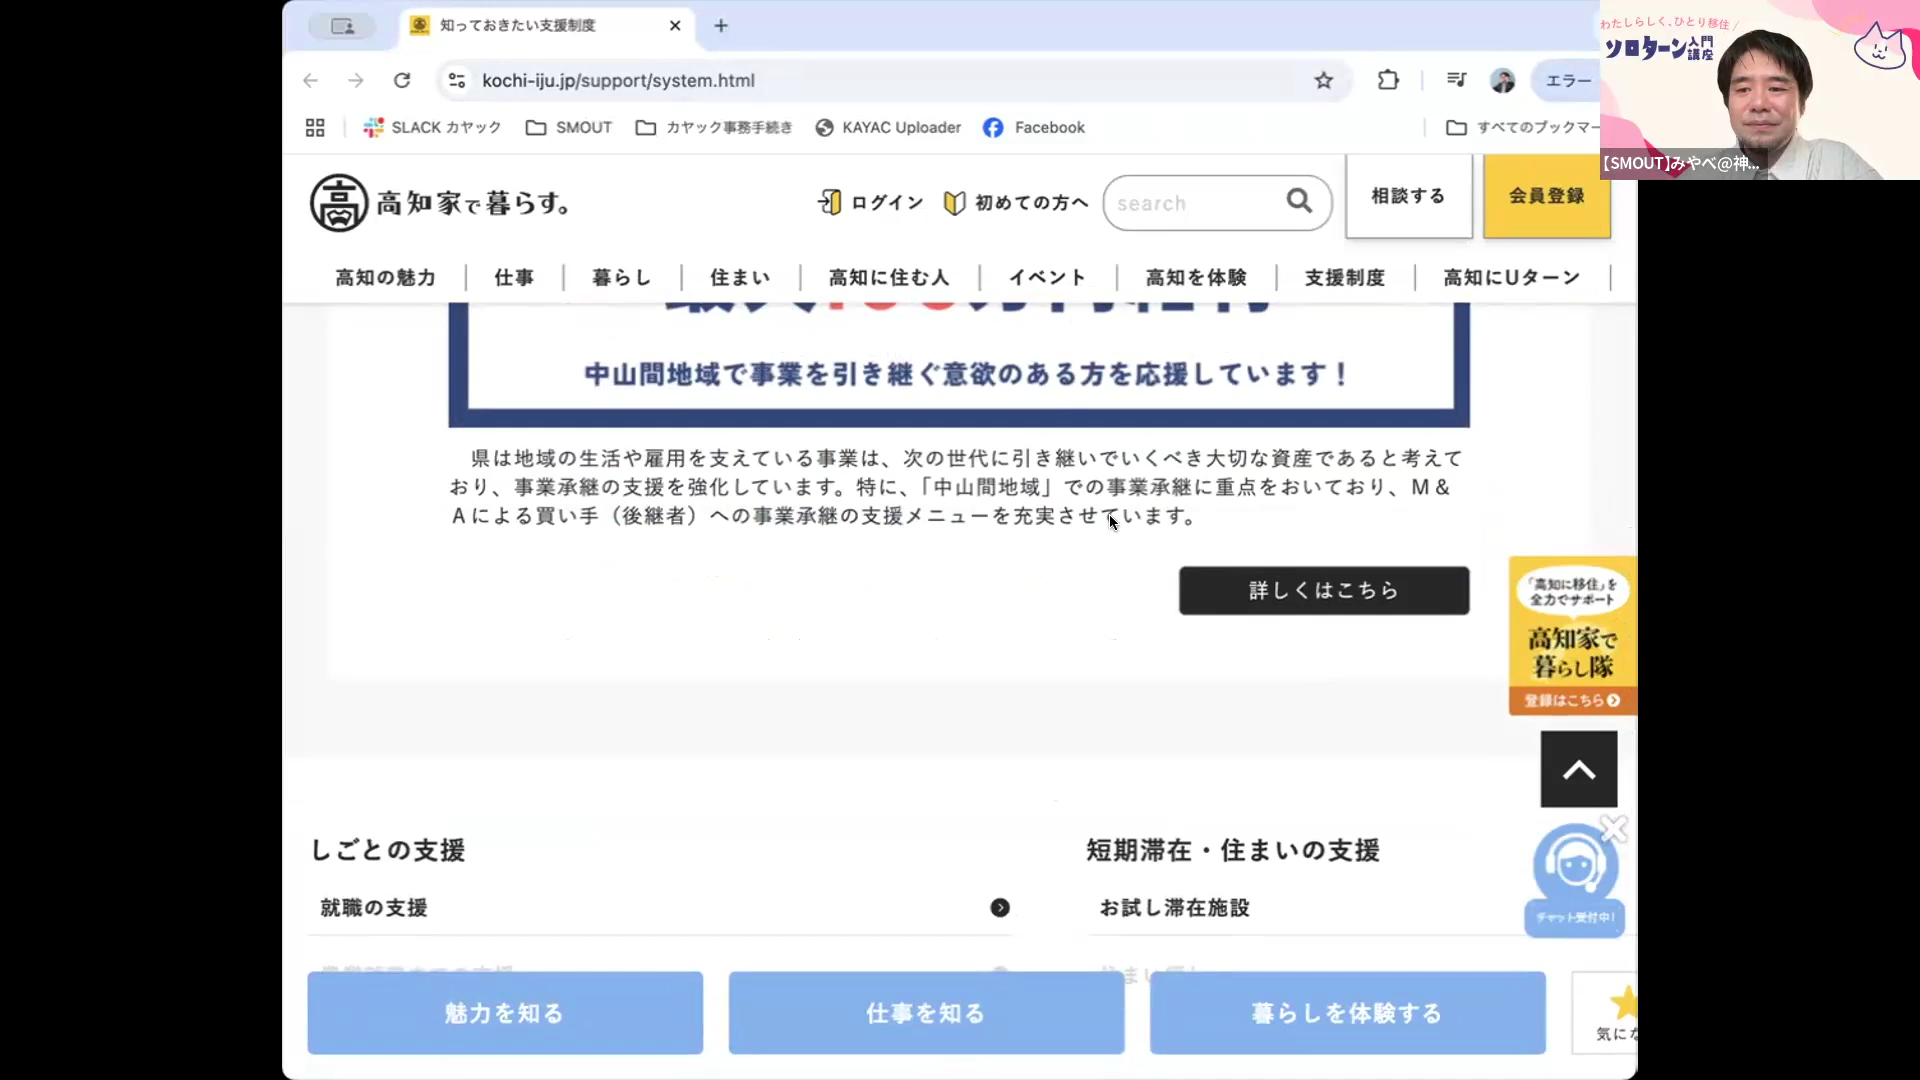 知っておきたい支援制度
kochi-iju.jp/support/system.html
エラー
SLACK カヤック
SMOUT
カヤック事務手続き
KAYAC Uploader
Facebook
すべてのブックマー
わたしらしく、ひとり移住
ソロターン入門講座
【SMOUT】みやべ@神...
高知家で暮らす。
ログイン
初めての方へ
search
相談する
会員登録
高知の魅力
仕事
暮らし
住まい
高知に住む人
イベント
高知を体験
支援制度
高知にUターン
中山間地域で事業を引き継ぐ意欲のある方を応援しています！
県は地域の生活や雇用を支えている事業は、次の世代に引き継いでいくべき大切な資産であると考えて
おり、事業承継の支援を強化しています。特に、「中山間地域」での事業承継に重点をおいており、M＆
Aによる買い手（後継者）への事業承継の支援メニューを充実させています。
詳しくはこちら
「高知に移住」を
全力でサポート
高知家で
暮らし隊
登録はこちら
チャット受付中！
しごとの支援
短期滞在・住まいの支援
就職の支援
お試し滞在施設
魅力を知る
仕事を知る
暮らしを体験する
気にな